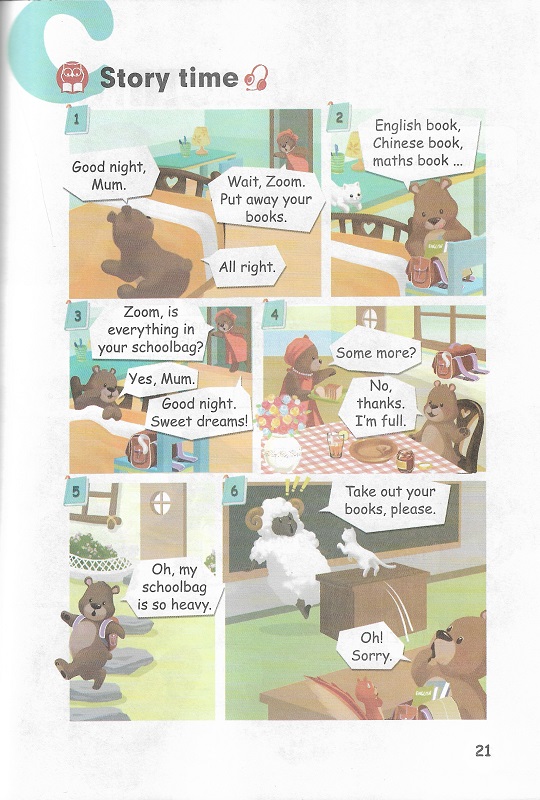 Story time
1
Good night,
Mum.
Wait, Zoom.
Put away your
books.
All right.
2
English book,
Chinese book,
maths book ...
ENGLISH
3
Zoom, is
everything in
your schoolbag?
Yes, Mum.
Good night.
Sweet dreams!
4
Some more?
No,
thanks.
I'm full.
5
Oh, my
schoolbag
is so heavy.
6
!!!
Take out your
books, please.
Oh!
Sorry.
ENGLISH
21